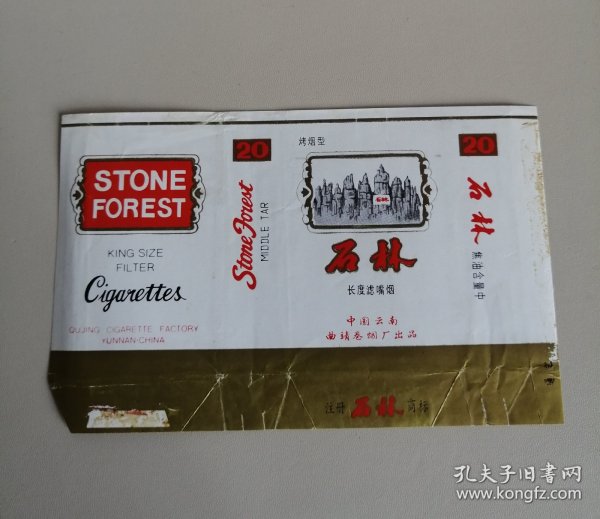 STONE
FOREST
KING SIZE
FILTER
Cigarettes
QUJING CIGARETTE FACTORY
YUNNAN·CHINA
20
Stone Forest
MIDDLE TAR
烤烟型
石林
石林
长度滤嘴烟
中国云南
曲靖卷烟厂出品
注册 石林 商标
20
石林
焦油含量中
孔夫子旧书网
www.kongfz.com